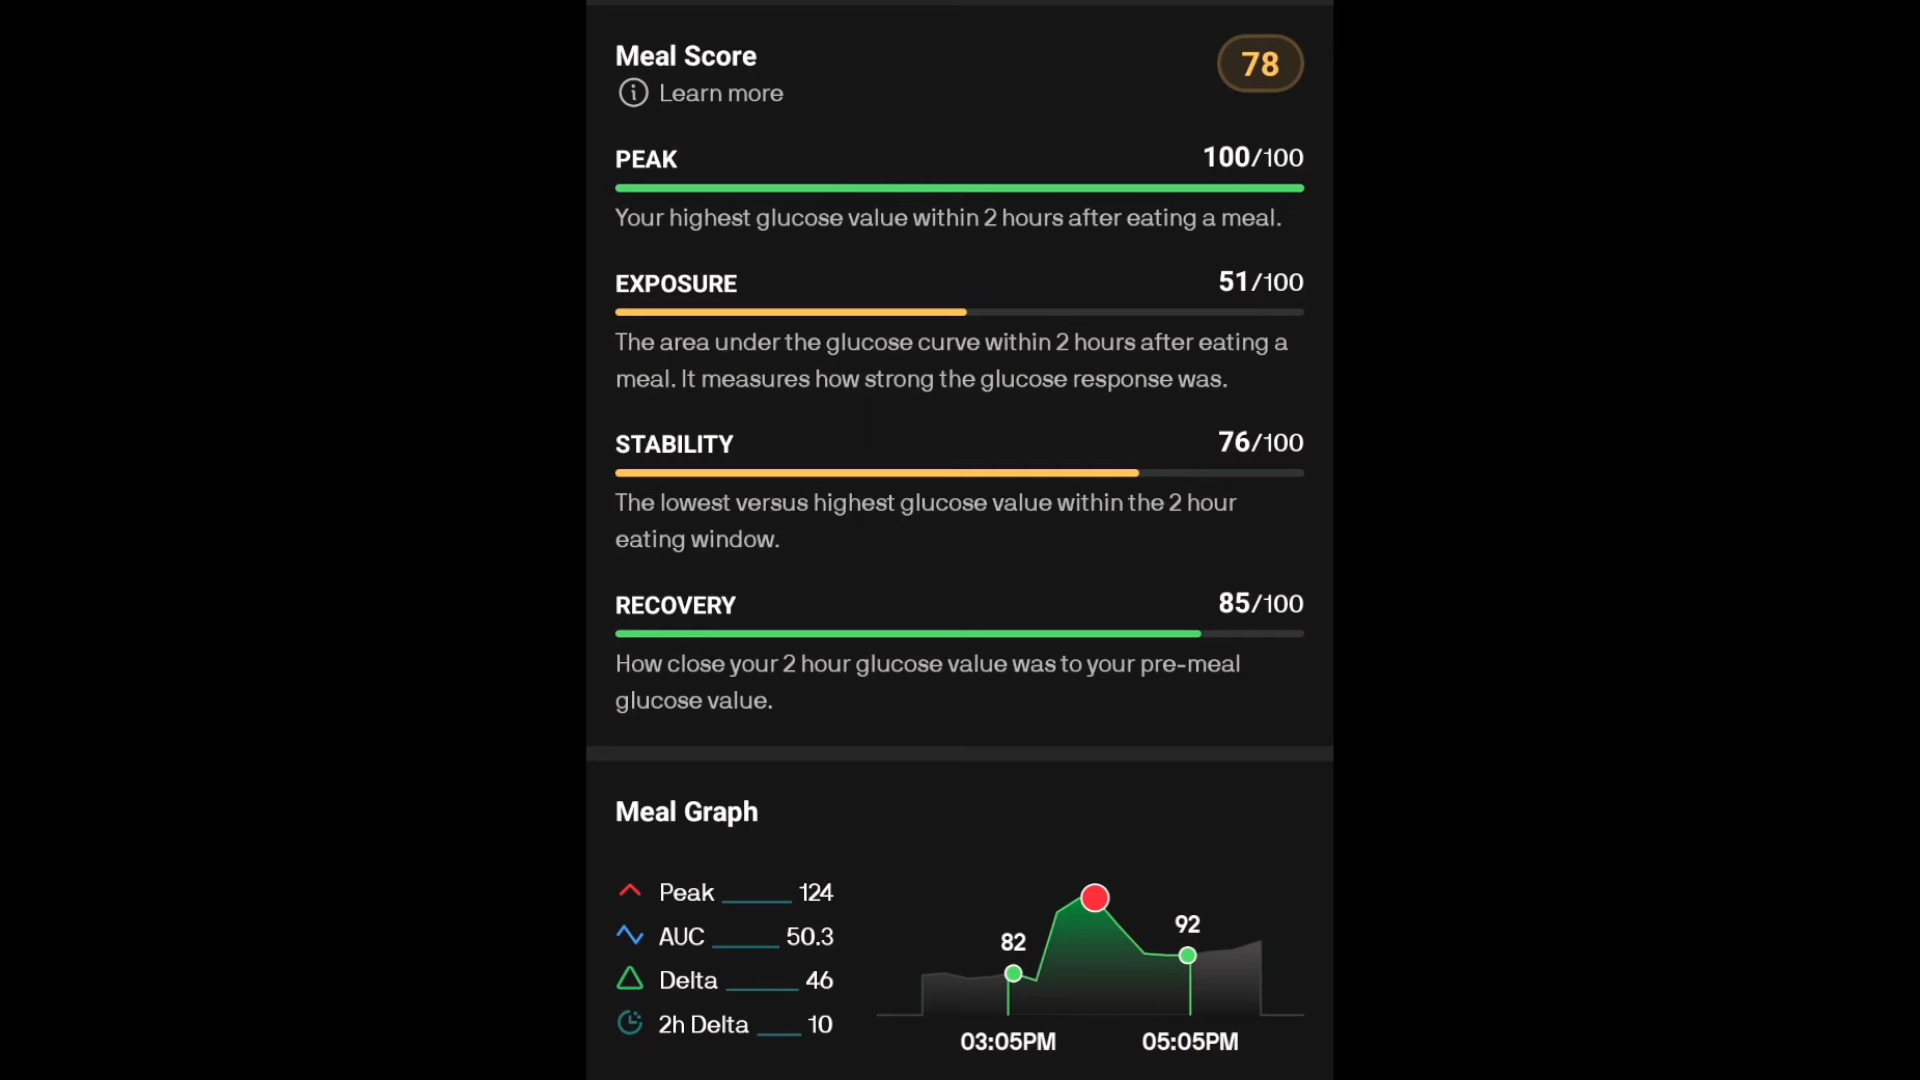 Meal Score
78
Learn more
PEAK 100/100
Your highest glucose value within 2 hours after eating a meal.
EXPOSURE 51/100
The area under the glucose curve within 2 hours after eating a
meal. It measures how strong the glucose response was.
STABILITY 76/100
The lowest versus highest glucose value within the 2 hour
eating window.
RECOVERY 85/100
How close your 2 hour glucose value was to your pre-meal
glucose value.
Meal Graph
Peak 124
AUC 50.3
Delta 46
2h Delta 10
82
92
03:05PM 05:05PM